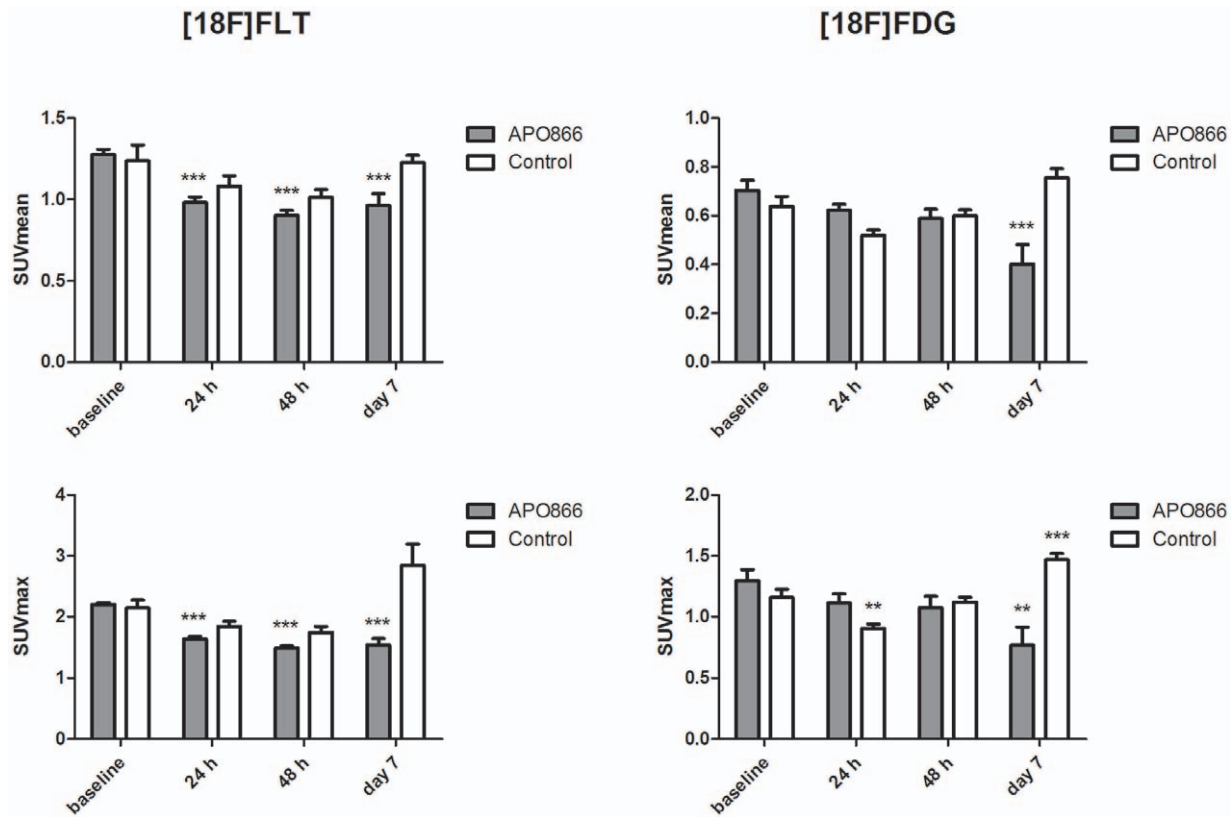 [18F]FLT
[18F]FDG
1.5
1.0
0.5
0.0
SUVmean
***
***
***
baseline
24 h
48 h
day 7
APO866
Control
1.0
0.8
0.6
0.4
0.2
0.0
SUVmean
***
baseline
24 h
48 h
day 7
APO866
Control
4
3
2
1
0
SUVmax
***
***
***
baseline
24 h
48 h
day 7
APO866
Control
2.0
1.5
1.0
0.5
0.0
SUVmax
**
**
***
baseline
24 h
48 h
day 7
APO866
Control